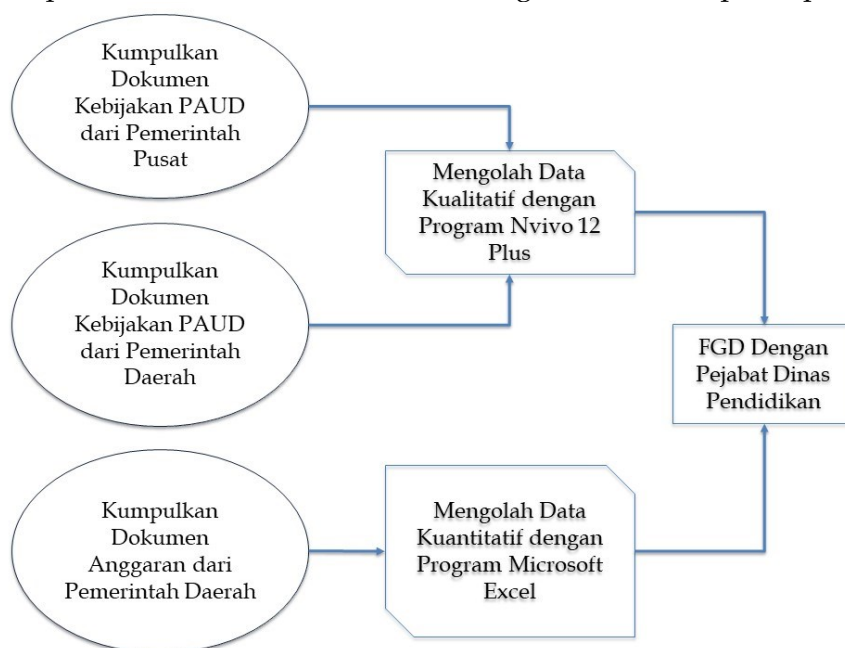 Kumpulkan
Dokumen
Kebijakan PAUD
dari Pemerintah
Pusat
Mengolah Data
Kualitatif dengan
Program Nvivo 12
Plus
Kumpulkan
Dokumen
Kebijakan PAUD
dari Pemerintah
Daerah
FGD Dengan
Pejabat Dinas
Pendidikan
Kumpulkan
Dokumen
Anggaran dari
Pemerintah Daerah
Mengolah Data
Kuantitatif dengan
Program Microsoft
Excel